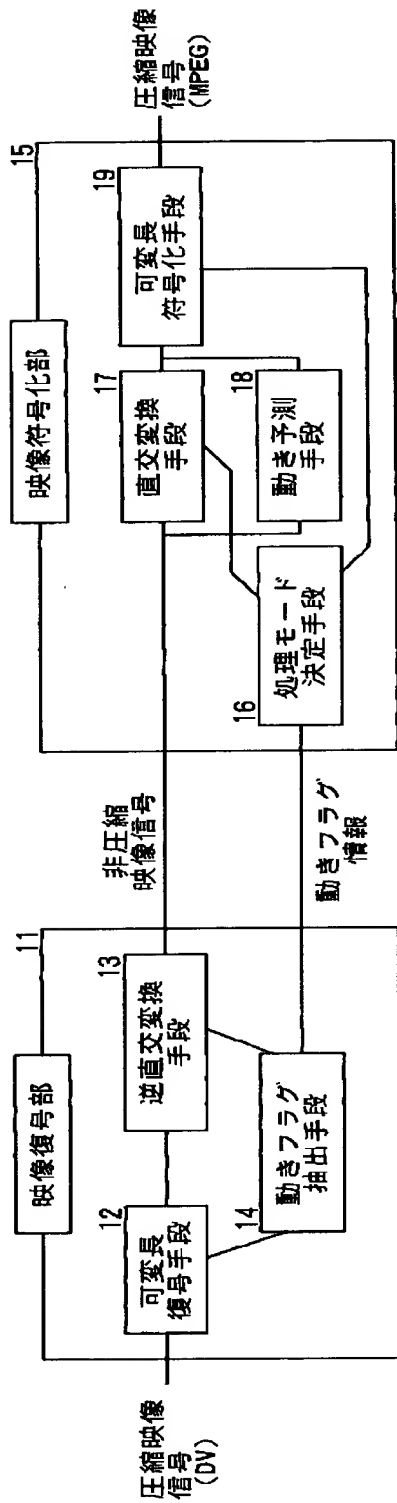 圧縮映像
信号
(DV)
映像復号部
11
12
可変長
復号手段
13
逆直交変換
手段
14
動きフラグ
抽出手段
非圧縮
映像信号
動きフラグ
情報
映像符号化部
15
16
処理モード
決定手段
17
直交変換
手段
18
動き予測
手段
19
可変長
符号化手段
圧縮映像
信号
(MPEG)